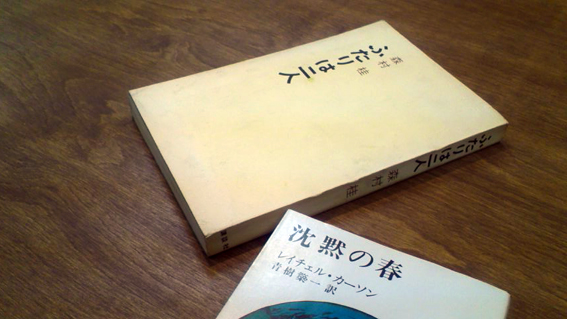 森村桂
ふたりは二人
ふたりは二人 森村桂
沈黙の春
レイチェル・カーソン
青樹簗一訳